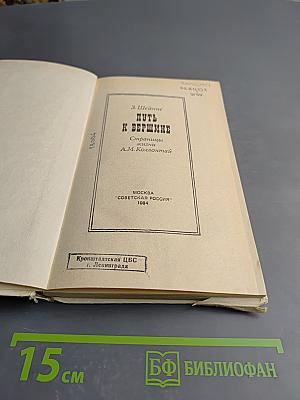 З. Шейнис
ПУТЬ
К ВЕРШИНЕ
Страницы
жизни
А.М. Коллонтай
МОСКВА
"СОВЕТСКАЯ РОССИЯ"
1984
Кронштадтская ЦБС
г. Ленинграда
15 см
БФ БИБЛИОФАН